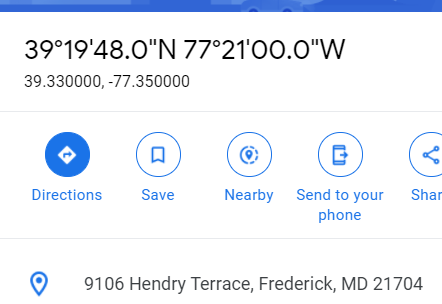 39°19'48.0"N 77°21'00.0"W
39.330000, -77.350000
Directions
Save
Nearby
Send to your
phone
Shar
9106 Hendry Terrace, Frederick, MD 21704